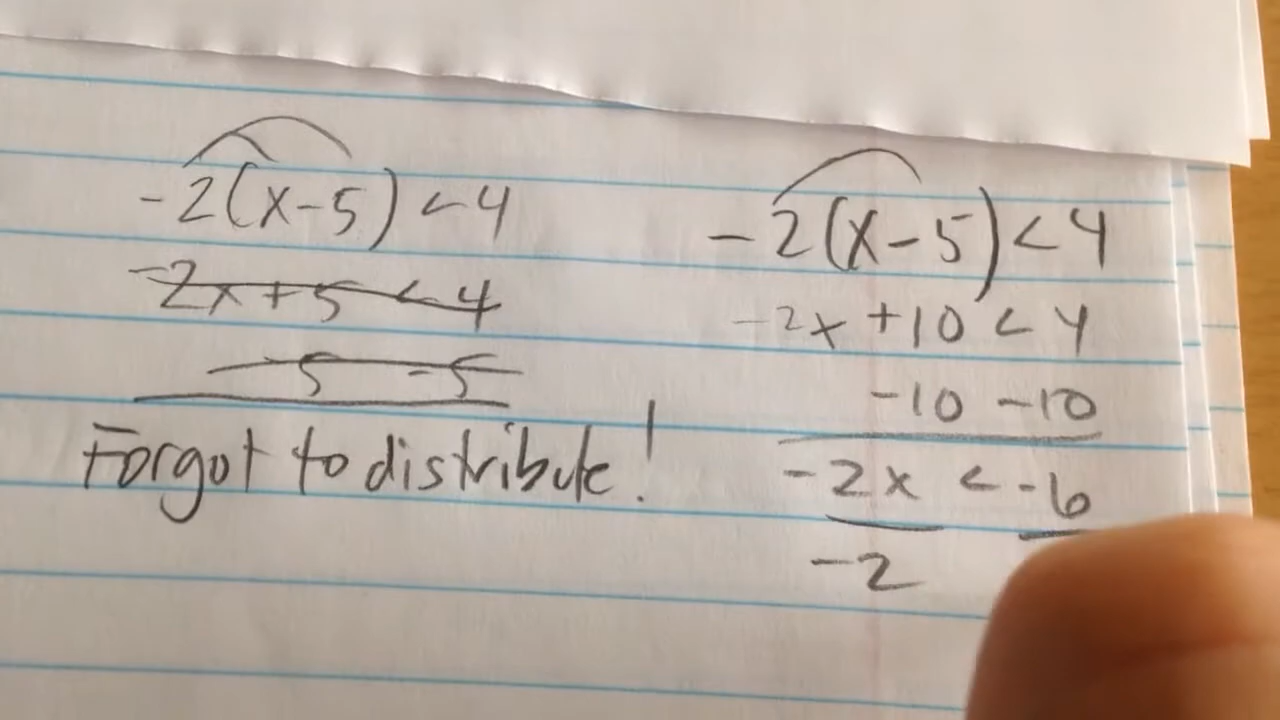 -2(x-5) <4
-2x+5 <4
-5 -5
Forgot to distribute!
-2(x-5)<4
-2x +10 < 4
-10 -10
-2x < -6
-2